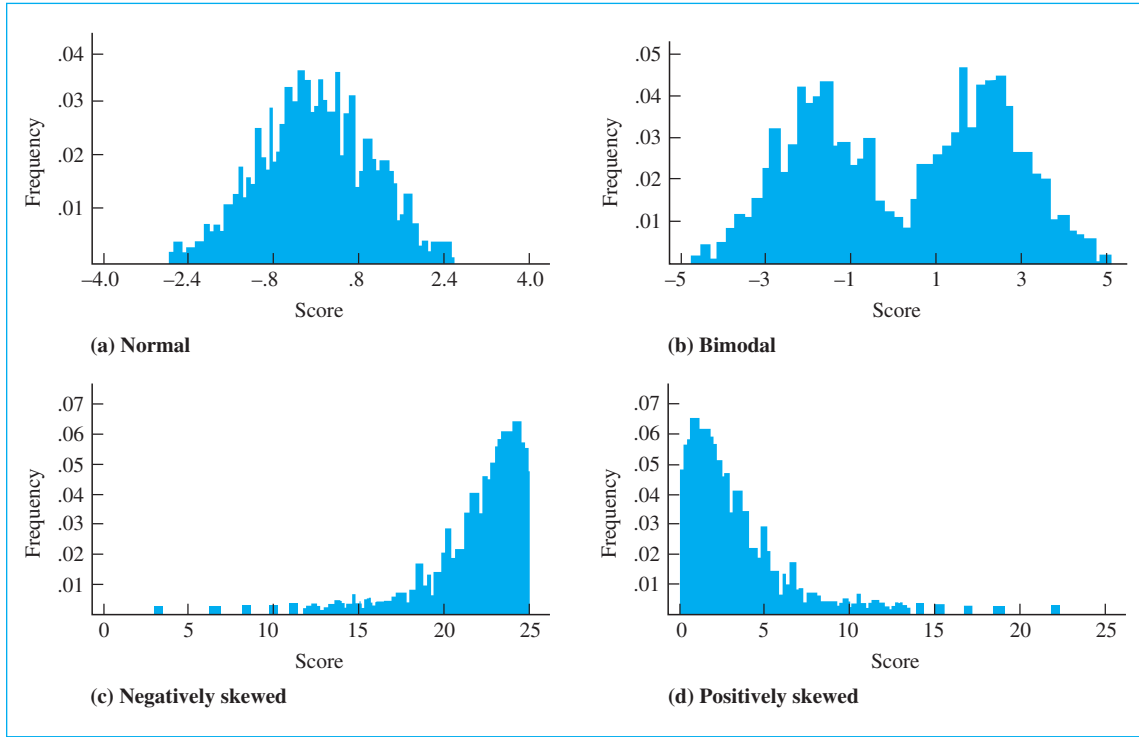 .04
.03
.02
.01
Frequency
–4.0 –2.4 –.8 .8 2.4 4.0
Score
(a) Normal
.05
.04
.03
.02
.01
Frequency
–5 –3 –1 1 3 5
Score
(b) Bimodal
.07
.06
.05
.04
.03
.02
.01
Frequency
0 5 10 15 20 25
Score
(c) Negatively skewed
.07
.06
.05
.04
.03
.02
.01
Frequency
0 5 10 15 20 25
Score
(d) Positively skewed